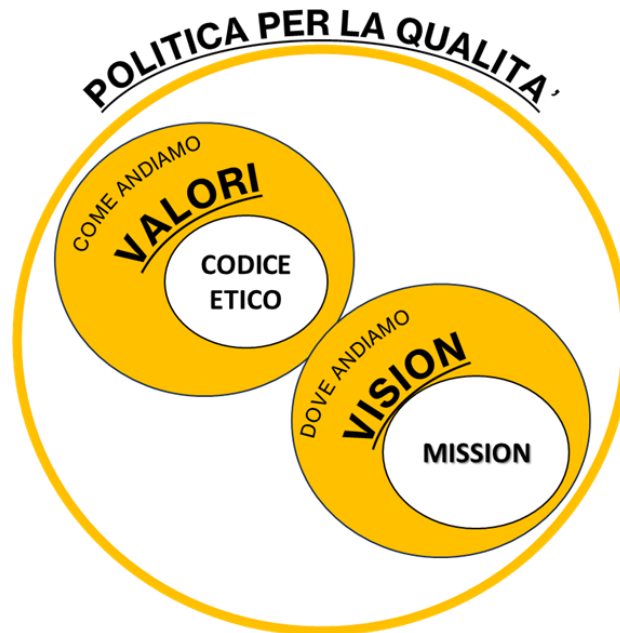 POLITICA PER LA QUALITA’
COME ANDIAMO
VALORI
CODICE
ETICO
DOVE ANDIAMO
VISION
MISSION